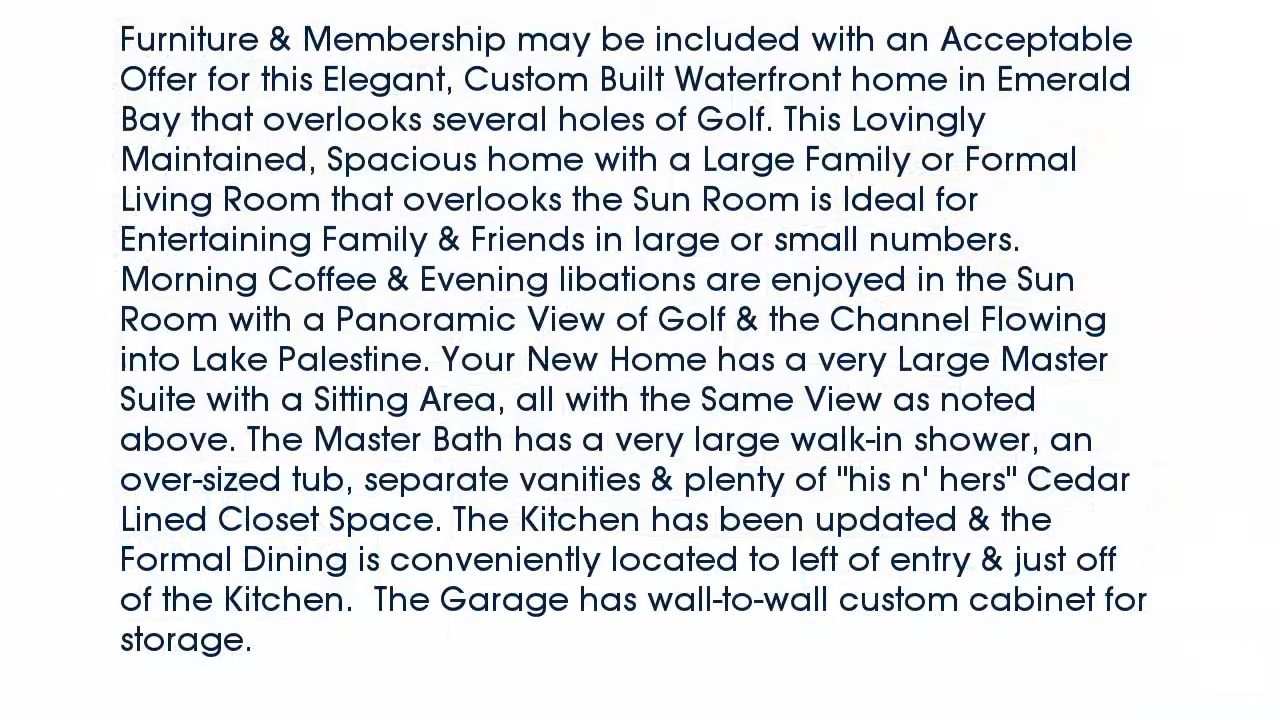 Furniture & Membership may be included with an Acceptable
Offer for this Elegant, Custom Built Waterfront home in Emerald
Bay that overlooks several holes of Golf. This Lovingly
Maintained, Spacious home with a Large Family or Formal
Living Room that overlooks the Sun Room is Ideal for
Entertaining Family & Friends in large or small numbers.
Morning Coffee & Evening libations are enjoyed in the Sun
Room with a Panoramic View of Golf & the Channel Flowing
into Lake Palestine. Your New Home has a very Large Master
Suite with a Sitting Area, all with the Same View as noted
above. The Master Bath has a very large walk-in shower, an
over-sized tub, separate vanities & plenty of "his n' hers" Cedar
Lined Closet Space. The Kitchen has been updated & the
Formal Dining is conveniently located to left of entry & just off
of the Kitchen.  The Garage has wall-to-wall custom cabinet for
storage.